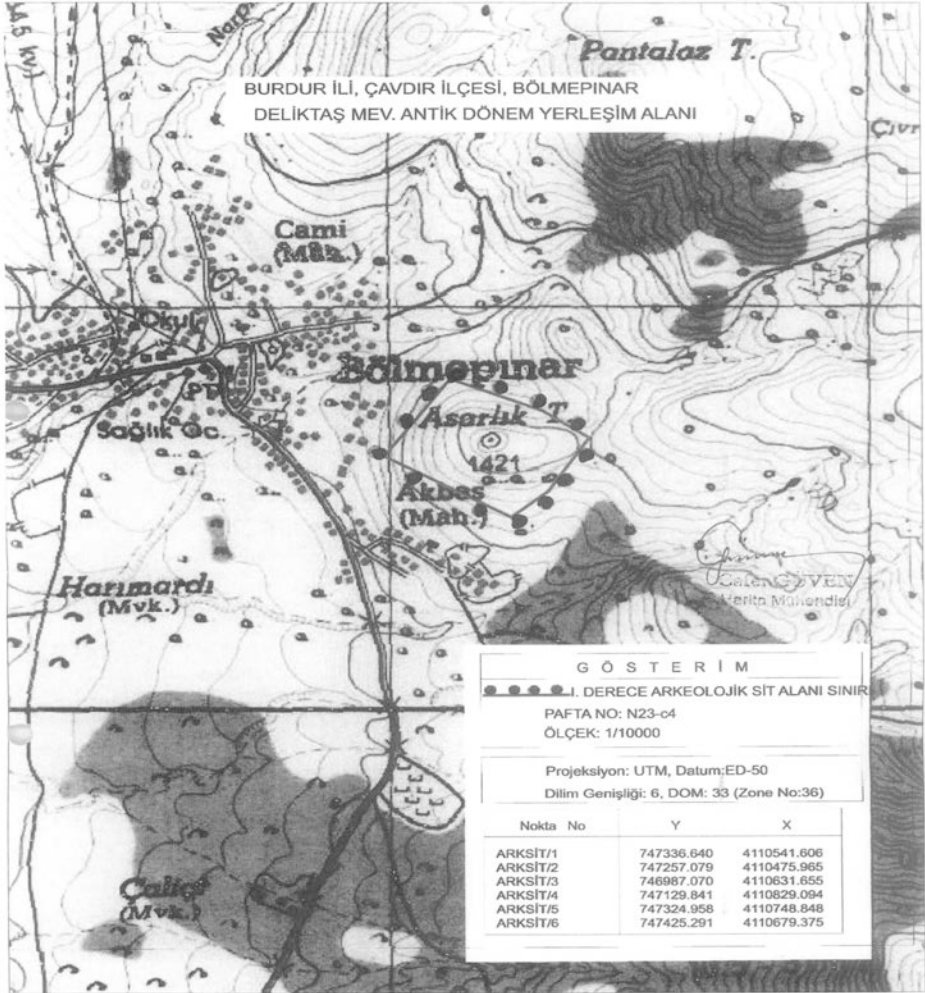 Pantalaz T.
BURDUR İLİ, ÇAVDIR İLÇESİ, BÖLMEPINAR
DELİKTAŞ MEV. ANTİK DÖNEM YERLEŞİM ALANI
Cami
(Mah.)
Okul
Bölmepınar
Asarlık T.
Sağlık Oc.
1421
Akbaş
(Mah.)
Harımardı
(Mvk.)
GÜVEN
Harita Mühendisi
GÖSTERİM
I. DERECE ARKEOLOJİK SİT ALANI SINIRI
PAFTA NO: N23-c4
ÖLÇEK: 1/10000
Projeksiyon: UTM, Datum:ED-50
Dilim Genişliği: 6, DOM: 33 (Zone No:36)
Nokta No Y X
ARKSİT/1 747336.640 4110541.606
ARKSİT/2 747257.079 4110475.965
ARKSİT/3 746987.070 4110631.655
ARKSİT/4 747129.841 4110829.094
ARKSİT/5 747324.958 4110748.848
ARKSİT/6 747425.291 4110679.375
(Mvk.)